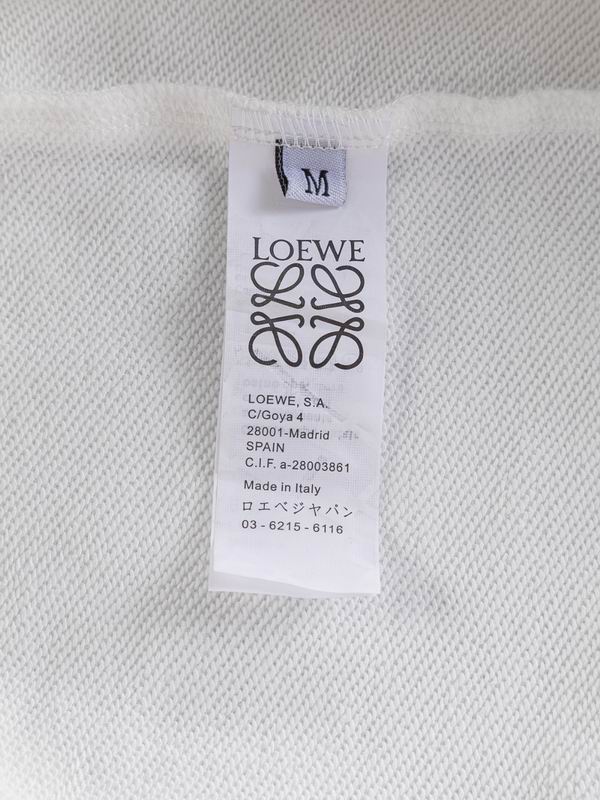 M
LOEWE
LOEWE, S.A.
C/Goya 4
28001-Madrid
SPAIN
C.I.F. a-28003861
Made in Italy
ロエベジャパン
03 - 6215 - 6116